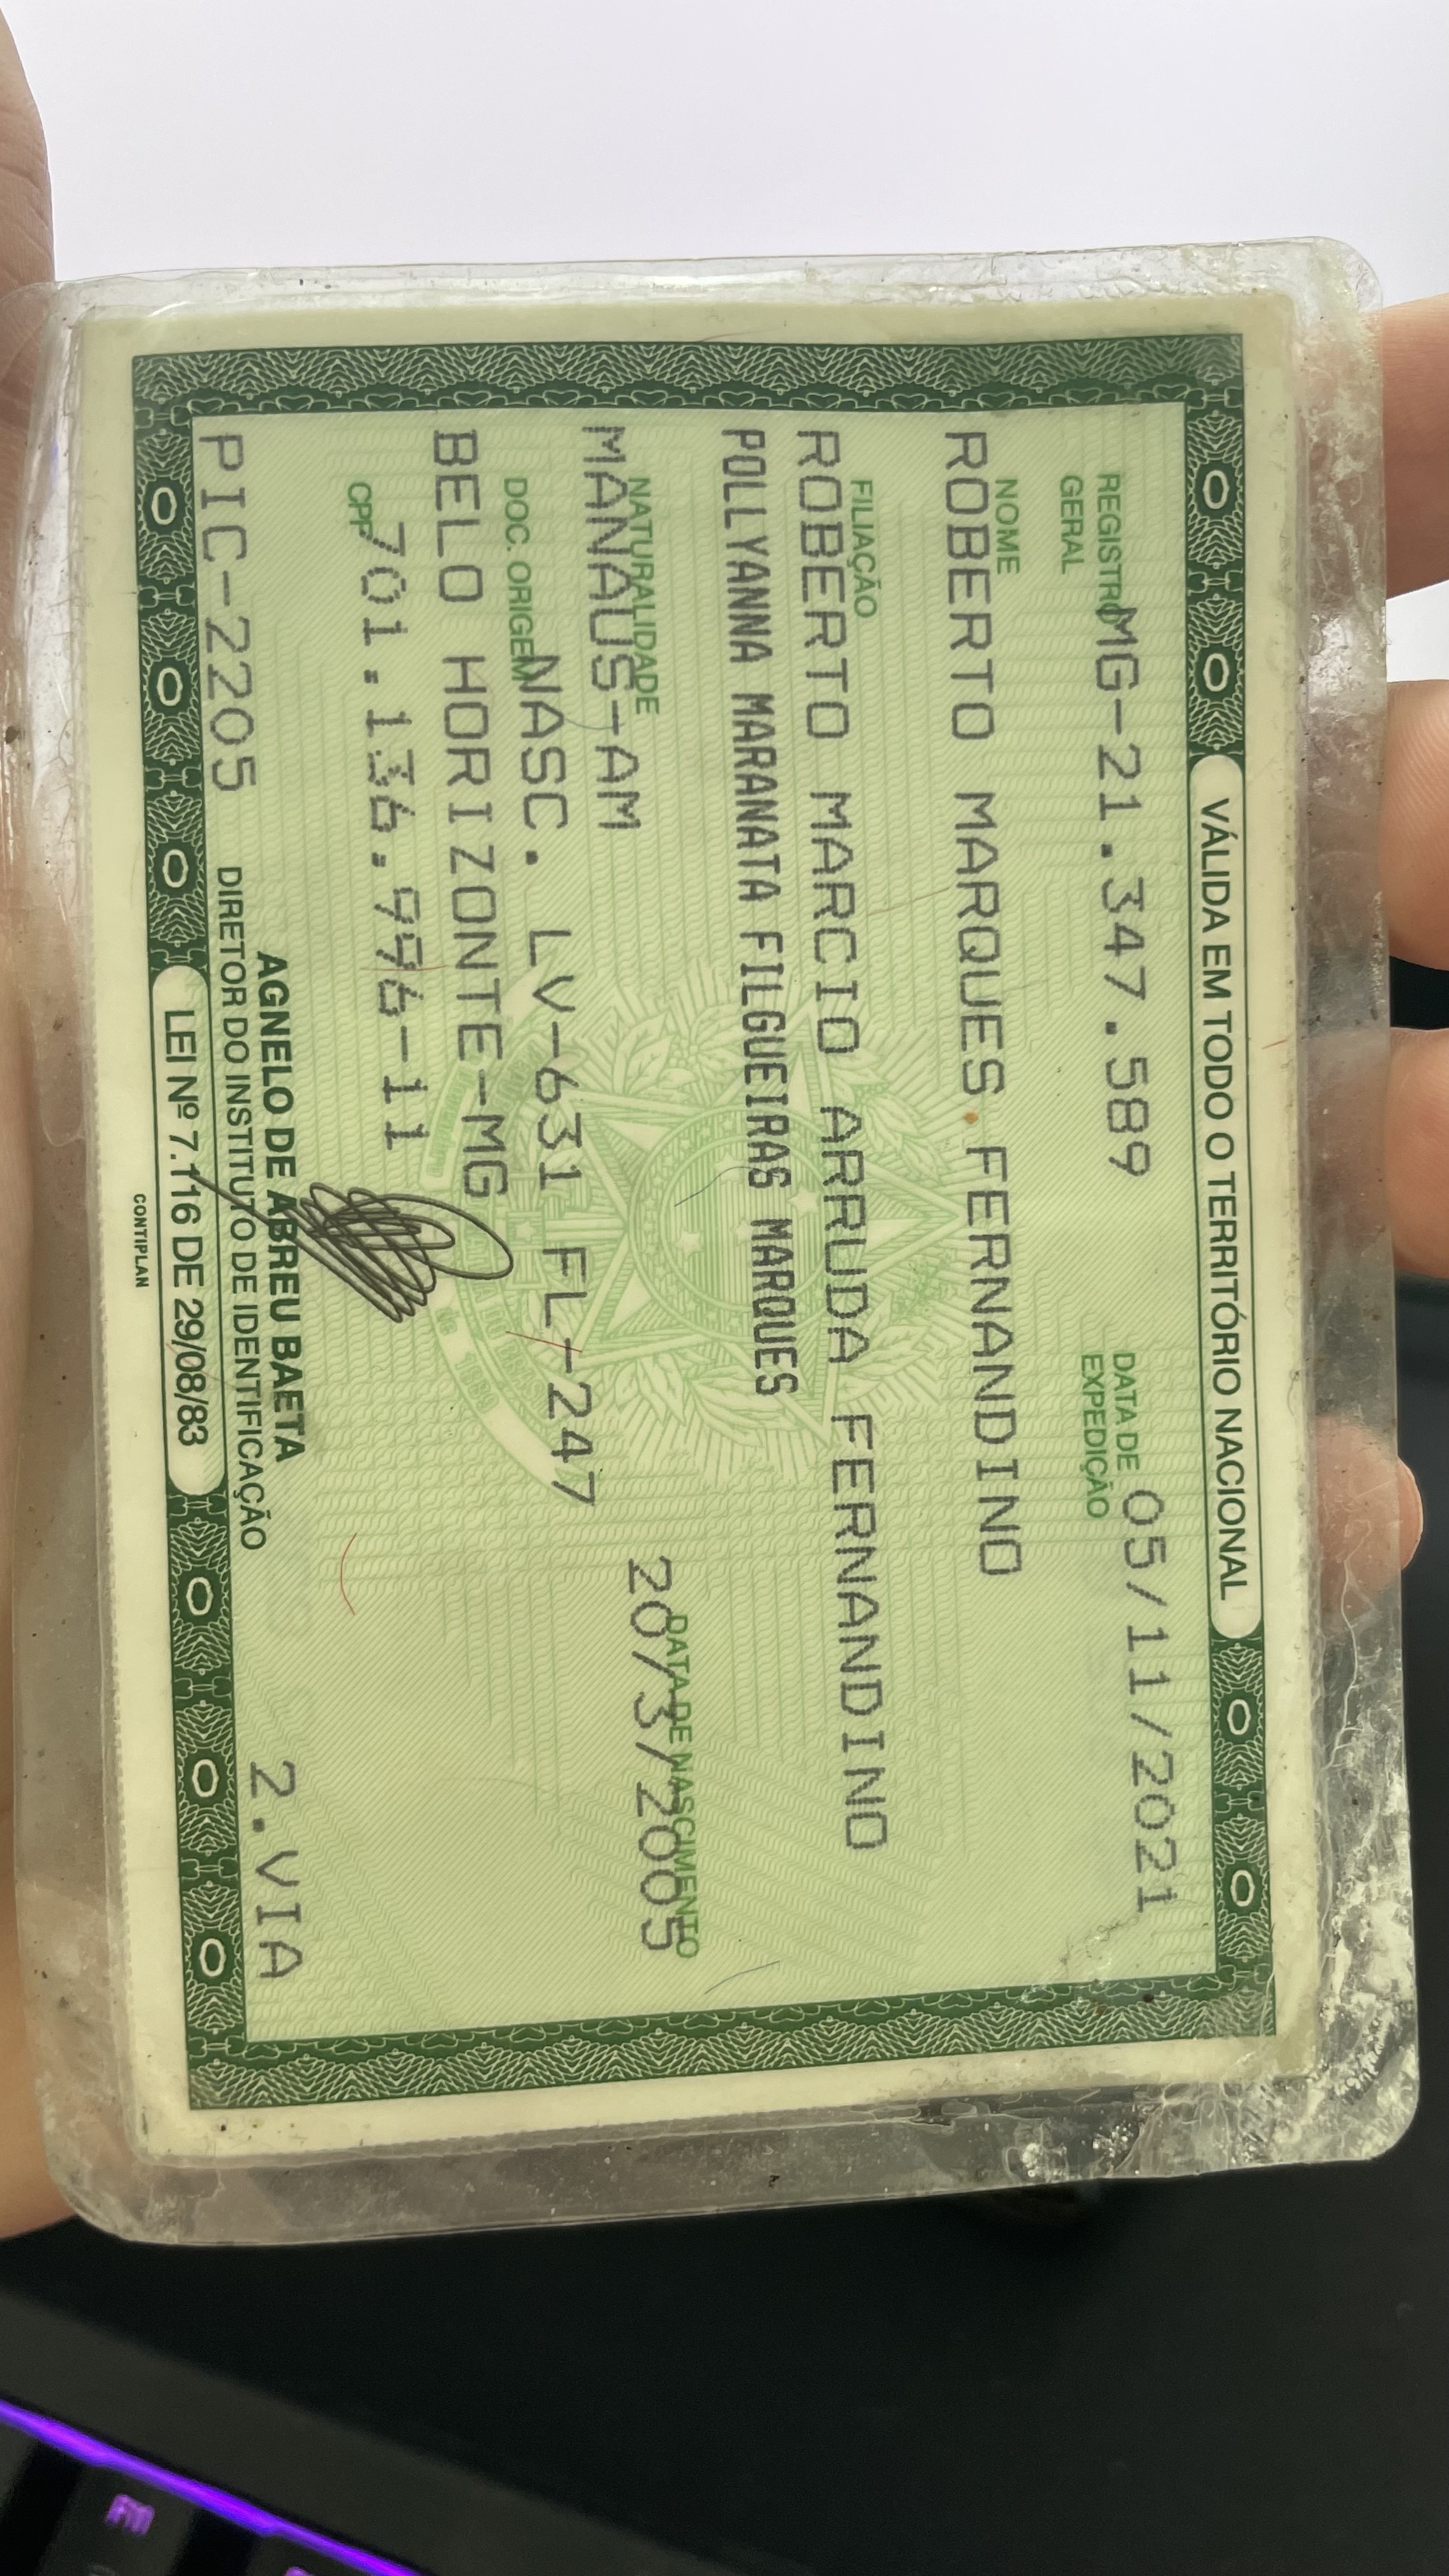 VÁLIDA EM TODO O TERRITÓRIO NACIONAL
REGISTRO GERAL MG-21.347.589 DATA DE EXPEDIÇÃO 05/11/2021
NOME
ROBERTO MARQUES FERNANDINO
FILIAÇÃO
ROBERTO MARCIO ARRUDA FERNANDINO
POLLYANNA MARANATA FILGUEIRAS MARQUES
NATURALIDADE DATA DE NASCIMENTO
MANAUS-AM 20/3/2005
DOC. ORIGEM NASC. LV-631 FL-247
BELO HORIZONTE-MG
CPF 701.136.996-11
AGNELO DE ABREU BAETA
PIC-2205 DIRETOR DO INSTITUTO DE IDENTIFICAÇÃO 2.VIA
LEI Nº 7.116 DE 29/08/83
CONTIPLAN